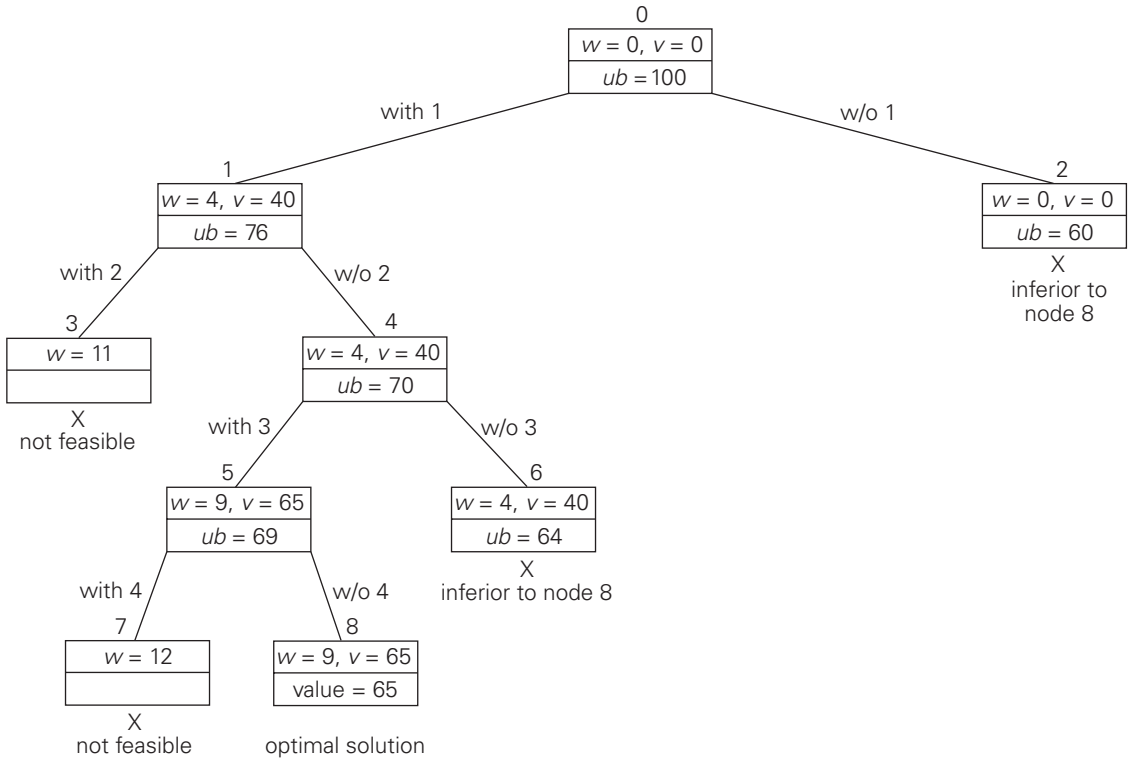 0
w = 0, v = 0
ub = 100
with 1
w/o 1
1
w = 4, v = 40
ub = 76
2
w = 0, v = 0
ub = 60
X
inferior to
node 8
with 2
w/o 2
3
w = 11
X
not feasible
4
w = 4, v = 40
ub = 70
with 3
w/o 3
5
w = 9, v = 65
ub = 69
6
w = 4, v = 40
ub = 64
X
inferior to node 8
with 4
w/o 4
7
w = 12
X
not feasible
8
w = 9, v = 65
value = 65
optimal solution